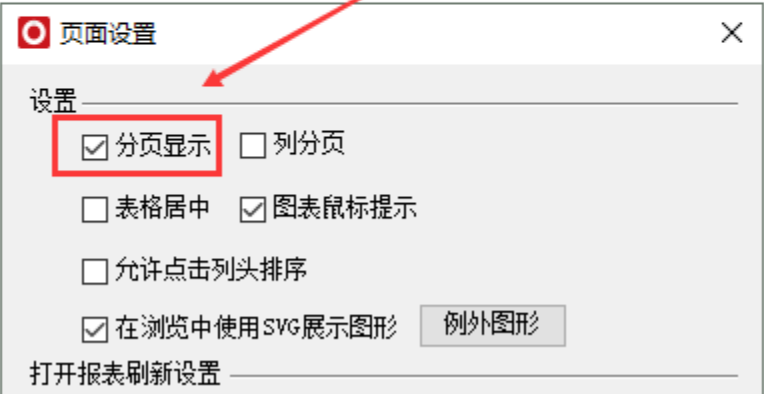 页面设置
设置
分页显示 列分页
表格居中 图表鼠标提示
允许点击列头排序
在浏览中使用SVG展示图形 例外图形
打开报表刷新设置